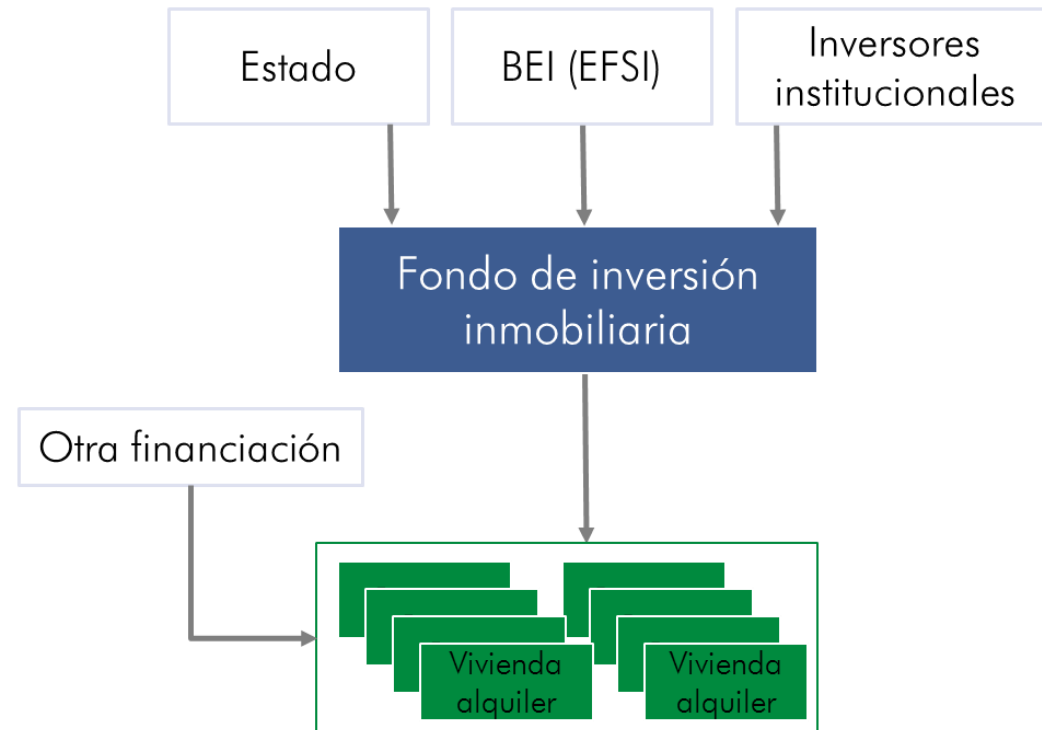 Estado
BEI (EFSI)
Inversores
institucionales
Fondo de inversión
inmobiliaria
Otra financiación
Vivienda
alquiler
Vivienda
alquiler